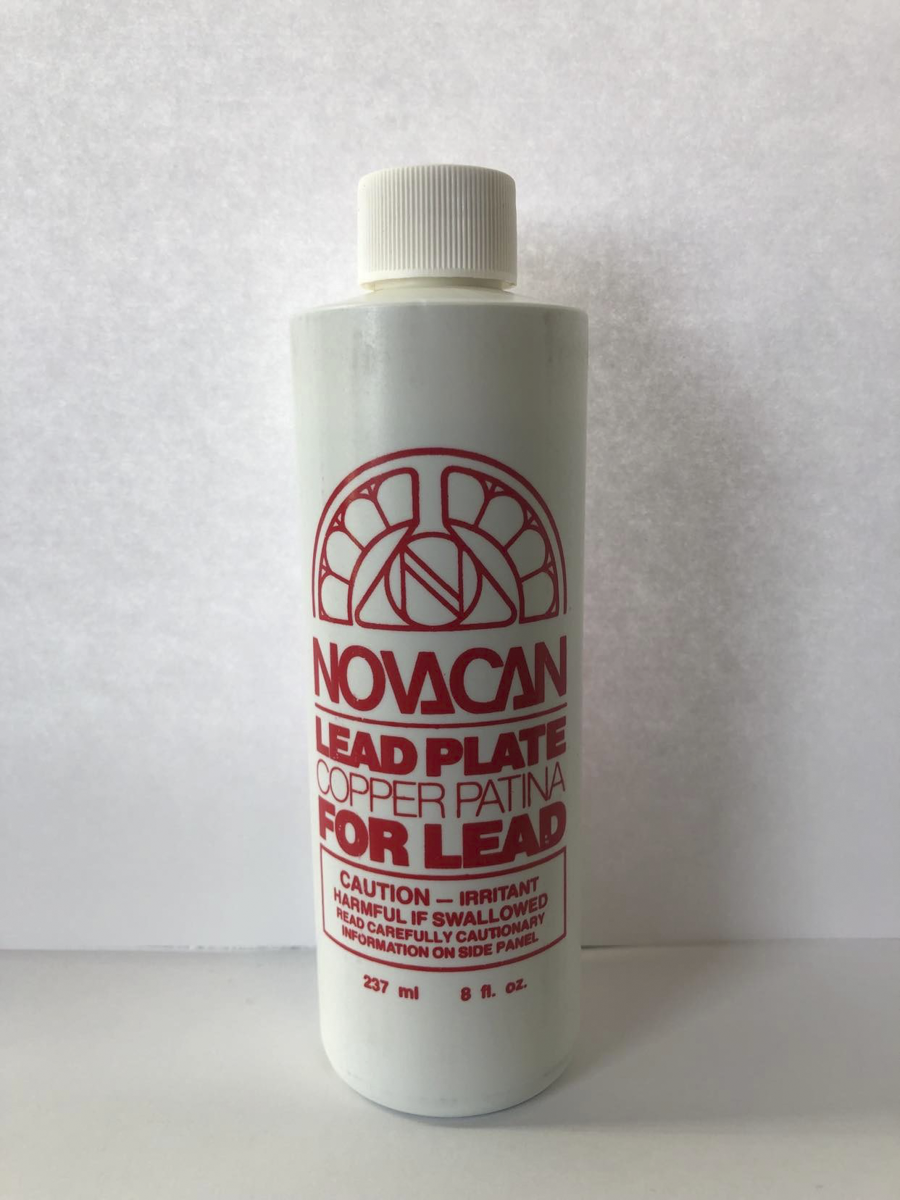 N
NOVACAN
LEAD PLATE
COPPER PATINA
FOR LEAD
CAUTION — IRRITANT
HARMFUL IF SWALLOWED
READ CAREFULLY CAUTIONARY
INFORMATION ON SIDE PANEL
237 ml 8 fl. oz.